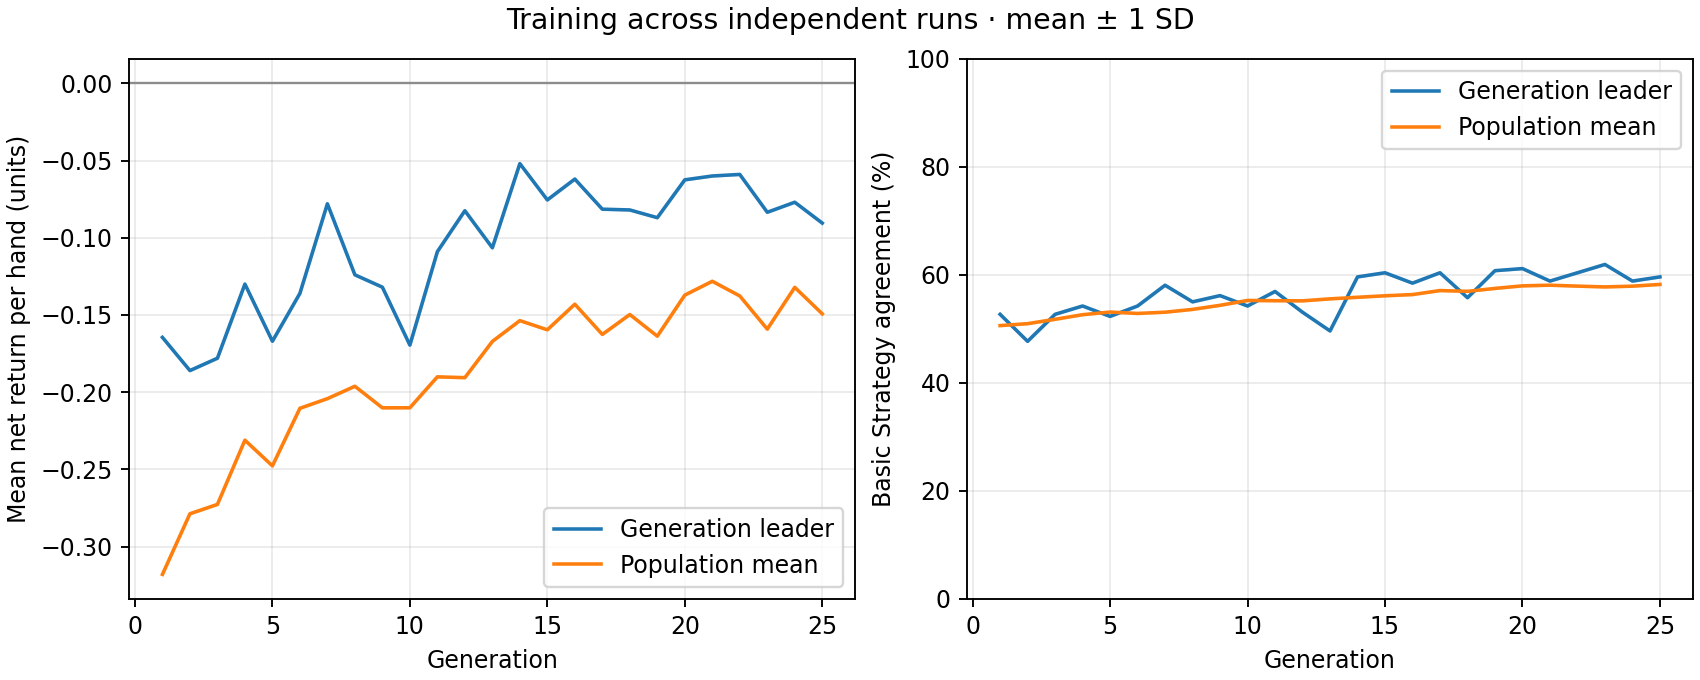 Training across independent runs · mean ± 1 SD
Mean net return per hand (units)
0.00
−0.05
−0.10
−0.15
−0.20
−0.25
−0.30
0
5
10
15
20
25
Generation
Generation leader
Population mean
Basic Strategy agreement (%)
100
80
60
40
20
0
0
5
10
15
20
25
Generation
Generation leader
Population mean